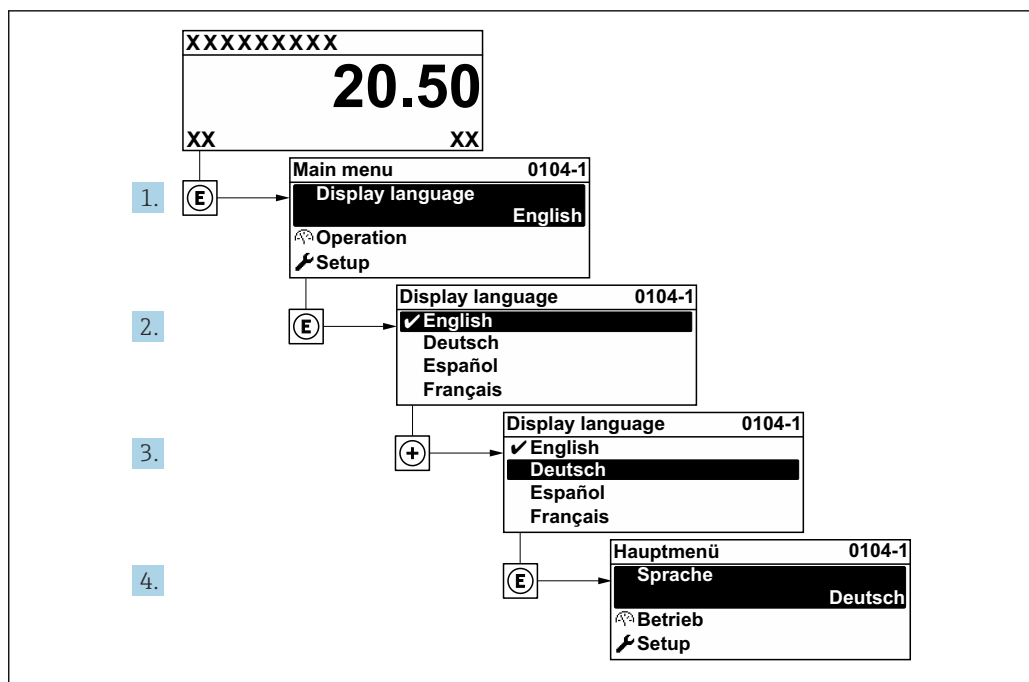 XXXXXXXXX
20.50
XX XX
1.
E
Main menu 0104-1
Display language
English
Operation
Setup
2.
E
Display language 0104-1
✔English
Deutsch
Español
Français
3.
+
Display language 0104-1
✔English
Deutsch
Español
Français
4.
E
Hauptmenü 0104-1
Sprache
Deutsch
Betrieb
Setup